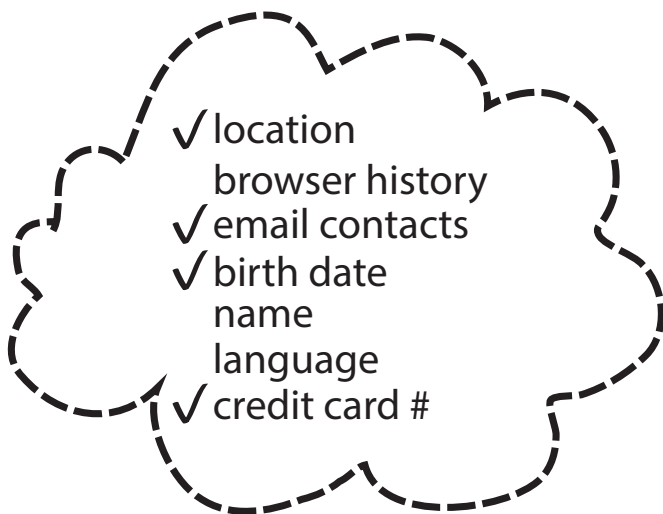 ✓ location
browser history
✓ email contacts
✓ birth date
name
language
✓ credit card #